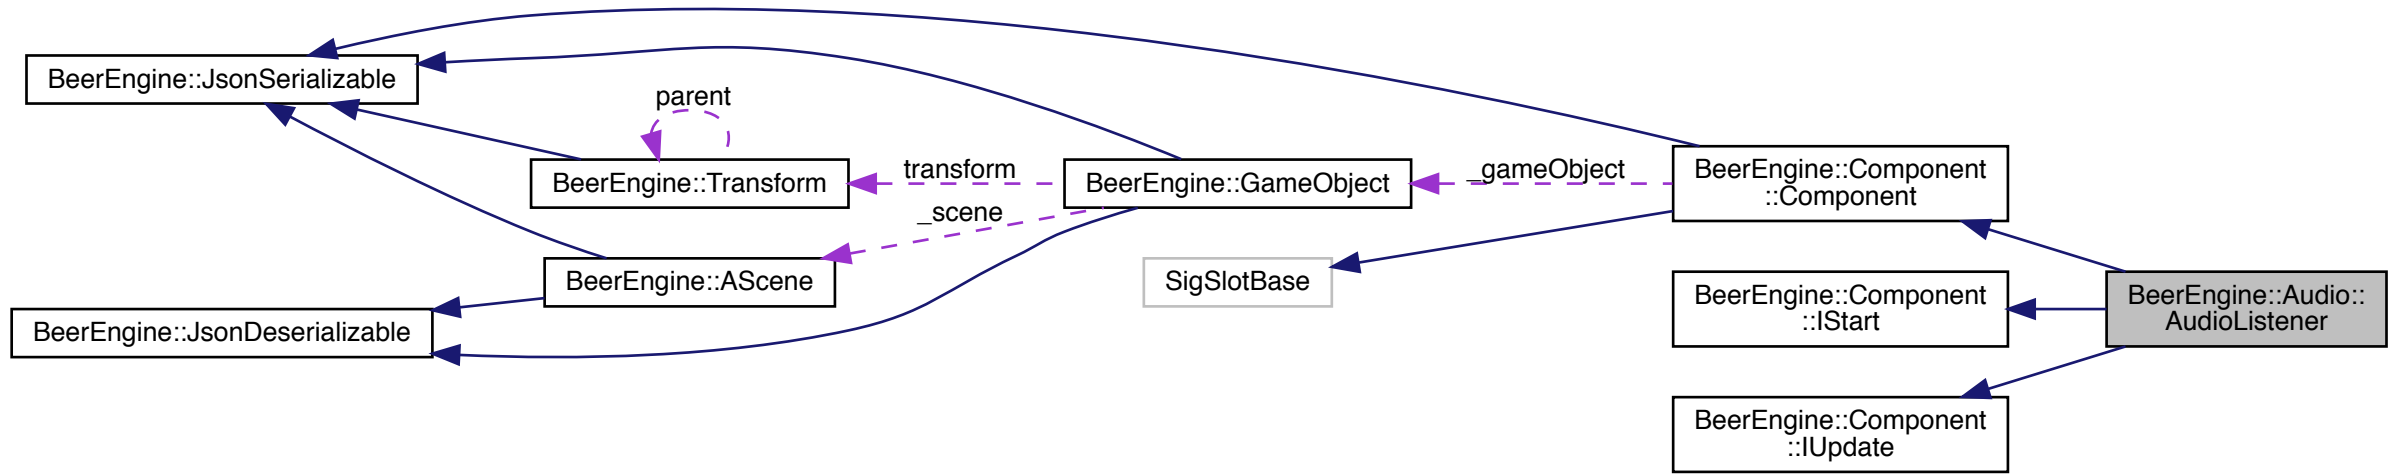 BeerEngine::JsonSerializable
parent
BeerEngine::Transform
transform
BeerEngine::GameObject
_gameObject
BeerEngine::Component
::Component
_scene
BeerEngine::AScene
SigSlotBase
BeerEngine::Component
::IStart
BeerEngine::Audio::
AudioListener
BeerEngine::JsonDeserializable
BeerEngine::Component
::IUpdate